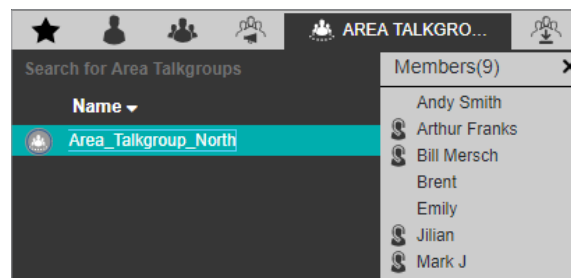 AREA TALKGRO...
Search for Area Talkgroups
Members(9)
Name
Andy Smith
Area_Talkgroup_North
Arthur Franks
Bill Mersch
Brent
Emily
Jilian
Mark J